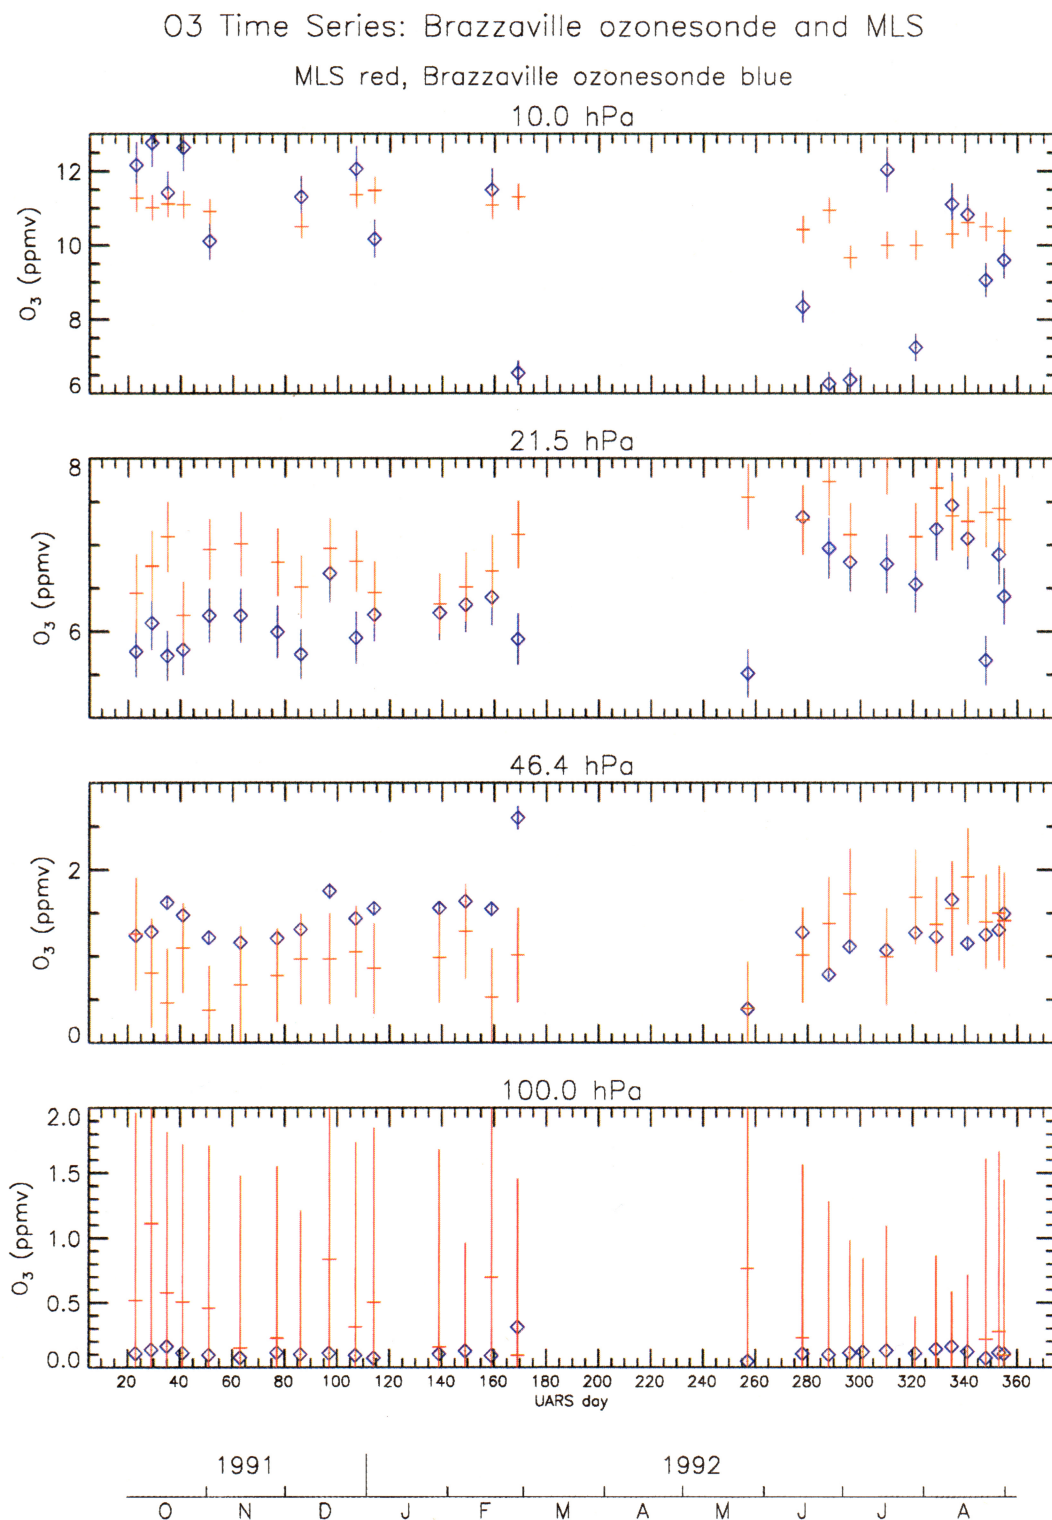 O3 Time Series: Brazzaville ozonesonde and MLS
MLS red, Brazzaville ozonesonde blue
10.0 hPa
12
10
8
6
O3 (ppmv)
21.5 hPa
8
6
O3 (ppmv)
46.4 hPa
2
0
O3 (ppmv)
100.0 hPa
2.0
1.5
1.0
0.5
0.0
O3 (ppmv)
20 40 60 80 100 120 140 160 180 200 220 240 260 280 300 320 340 360
UARS day
1991 1992
O N D J F M A M J J A